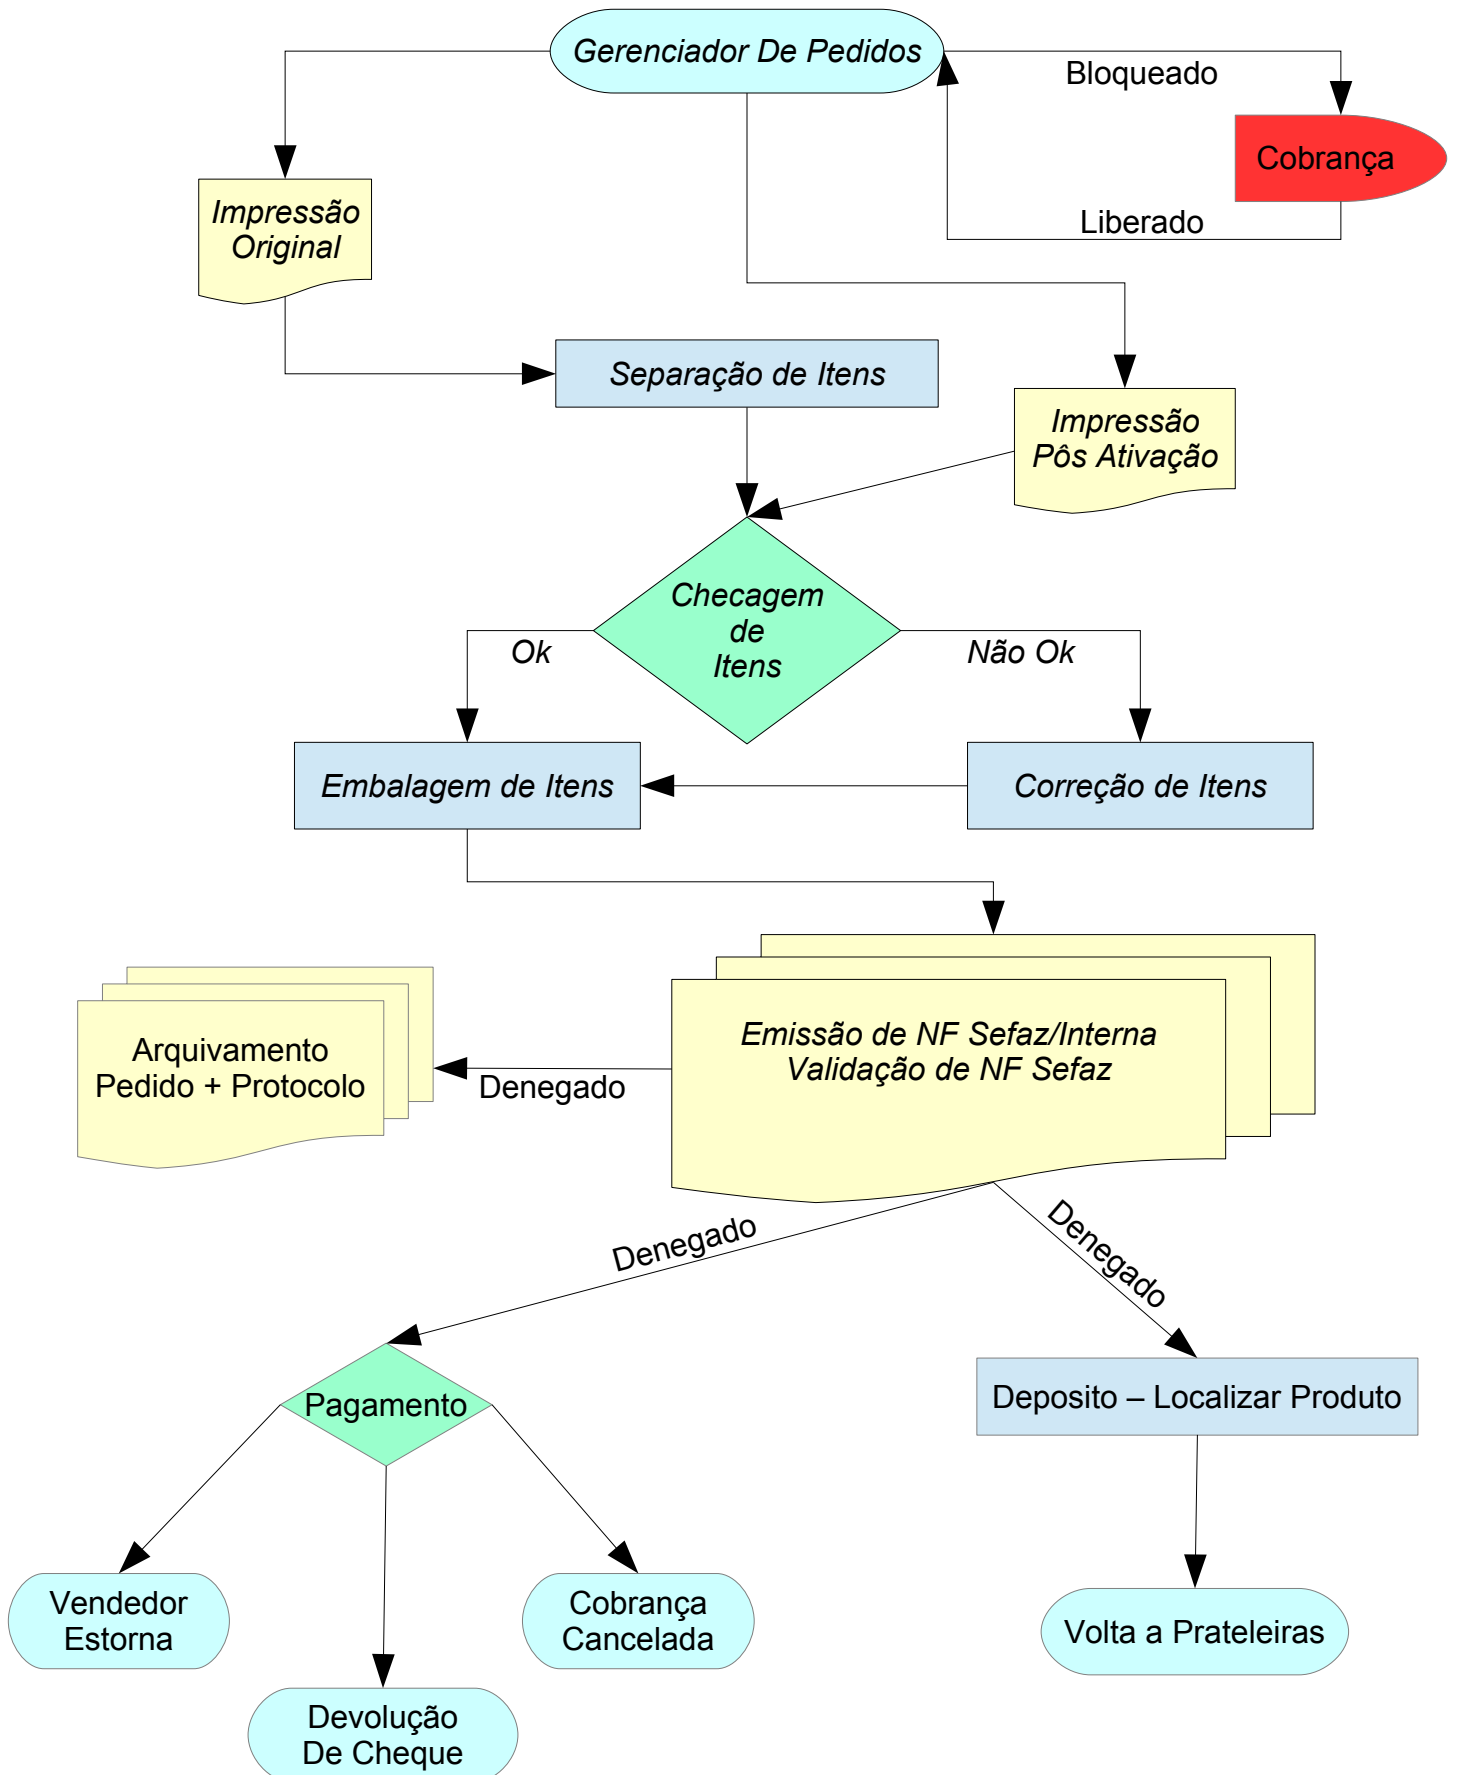 Gerenciador De Pedidos
Bloqueado
Cobrança
Liberado
Impressão
Original
Separação de Itens
Impressão
Pôs Ativação
Checagem
de
Itens
Ok
Não Ok
Embalagem de Itens
Correção de Itens
Emissão de NF Sefaz/Interna
Validação de NF Sefaz
Arquivamento
Pedido + Protocolo
Denegado
Denegado
Denegado
Pagamento
Deposito – Localizar Produto
Vendedor
Estorna
Cobrança
Cancelada
Volta a Prateleiras
Devolução
De Cheque